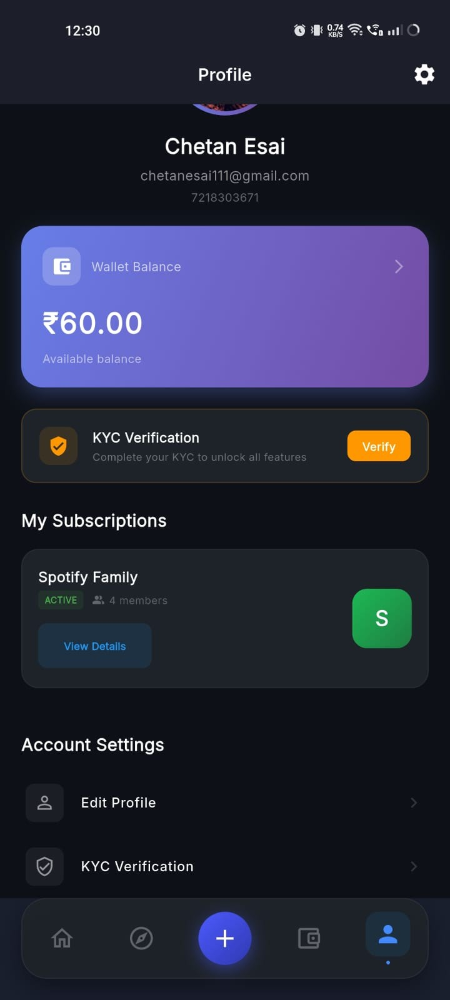 12:30
0.74
KB/S
Profile
Chetan Esai
chetanesai111@gmail.com
7218303671
Wallet Balance
₹60.00
Available balance
KYC Verification
Complete your KYC to unlock all features
Verify
My Subscriptions
Spotify Family
ACTIVE 4 members
S
View Details
Account Settings
Edit Profile
KYC Verification